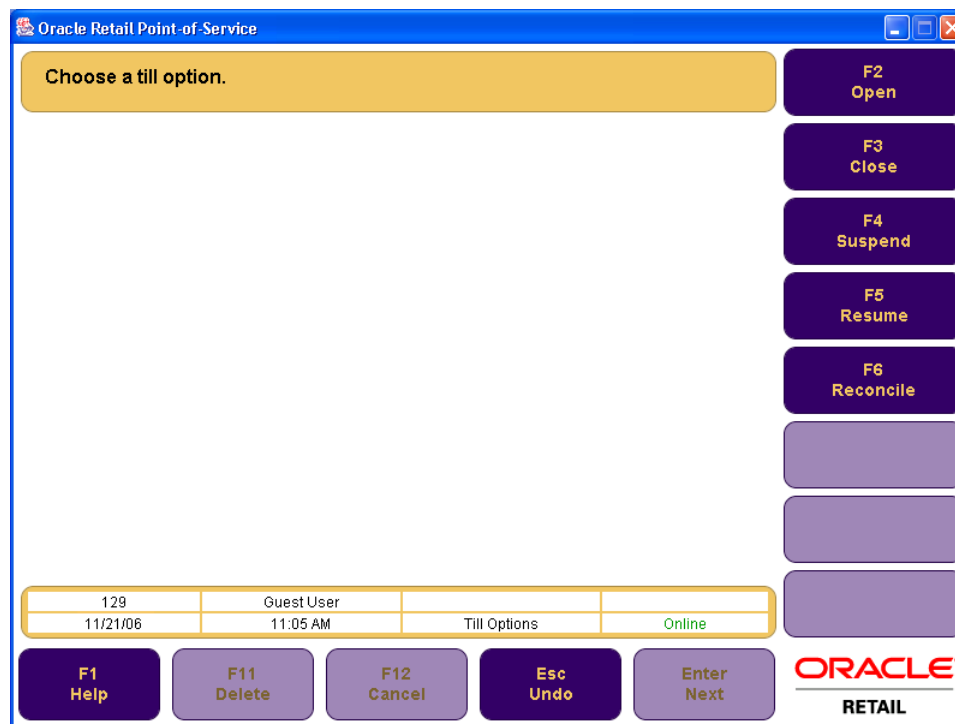 Oracle Retail Point-of-Service
Choose a till option.
F2
Open
F3
Close
F4
Suspend
F5
Resume
F6
Reconcile
129 Guest User
11/21/06 11:05 AM Till Options Online
F1
Help
F11
Delete
F12
Cancel
Esc
Undo
Enter
Next
ORACLE
RETAIL